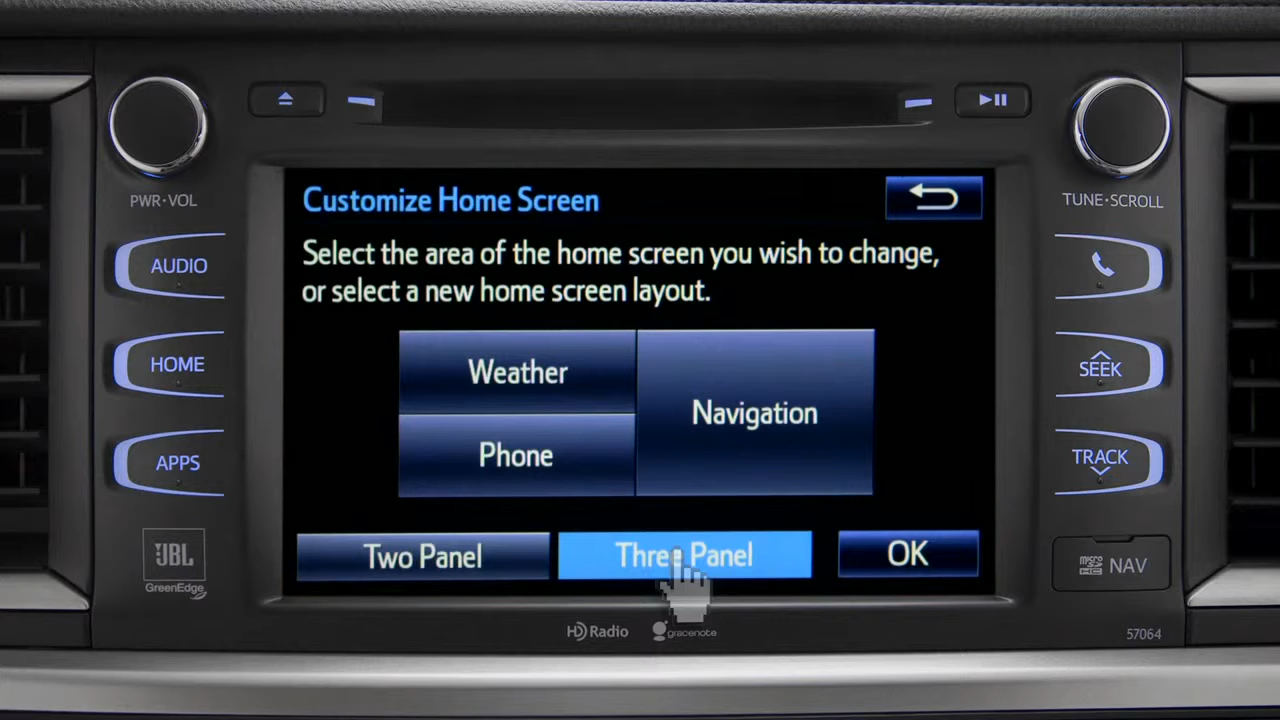 PWR·VOL
TUNE·SCROLL
AUDIO
HOME
APPS
Customize Home Screen
Select the area of the home screen you wish to change,
or select a new home screen layout.
Weather
Phone
Navigation
Two Panel
Three Panel
OK
SEEK
TRACK
JBL
GreenEdge
micro
HC
NAV
HD Radio
gracenote
57064